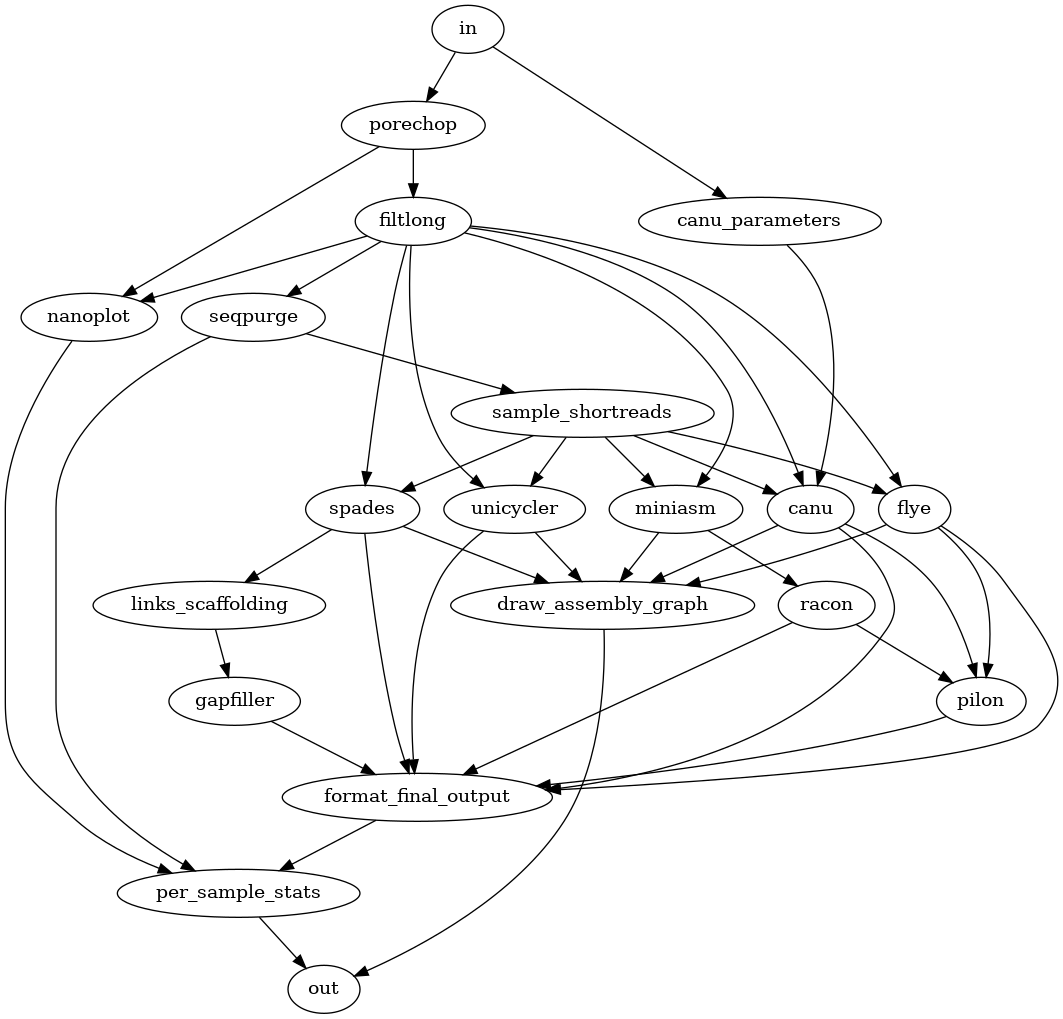 in
porechop
filtlong
canu_parameters
nanoplot
seqpurge
sample_shortreads
spades
unicycler
miniasm
canu
flye
links_scaffolding
draw_assembly_graph
racon
gapfiller
pilon
format_final_output
per_sample_stats
out